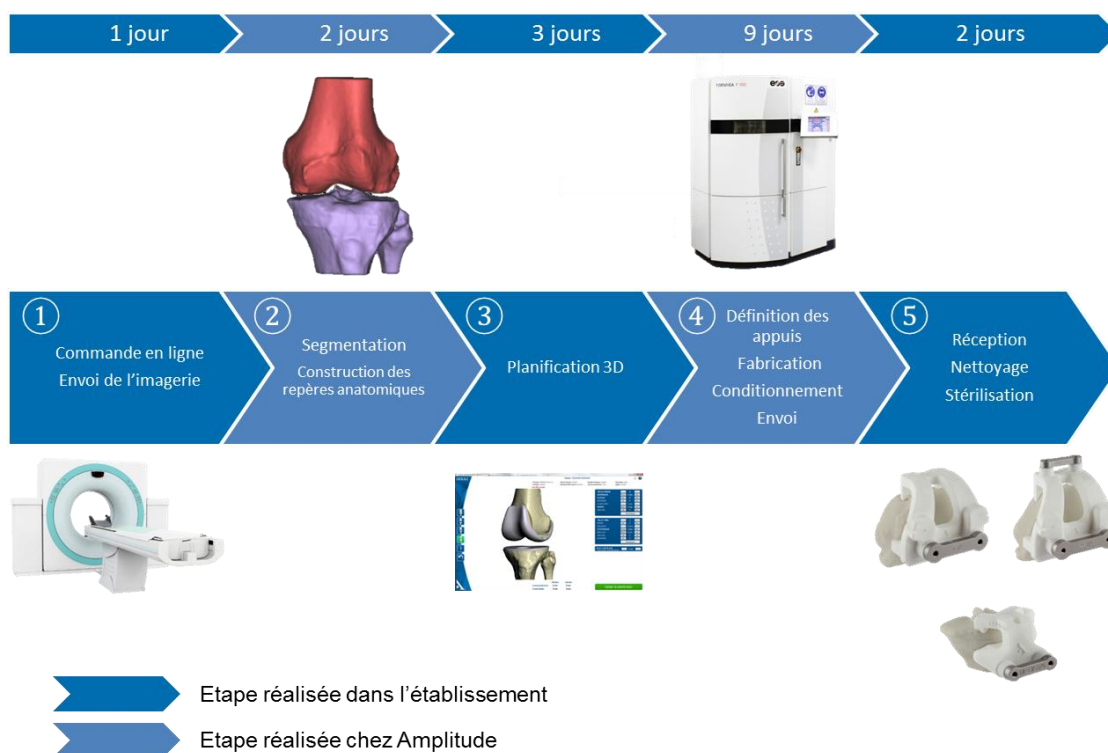 1 jour
2 jours
3 jours
9 jours
2 jours
1
Commande en ligne
Envoi de l'imagerie
2
Segmentation
Construction des
repères anatomiques
3
Planification 3D
4
Définition des
appuis
Fabrication
Conditionnement
Envoi
5
Réception
Nettoyage
Stérilisation
Etape réalisée dans l'établissement
Etape réalisée chez Amplitude